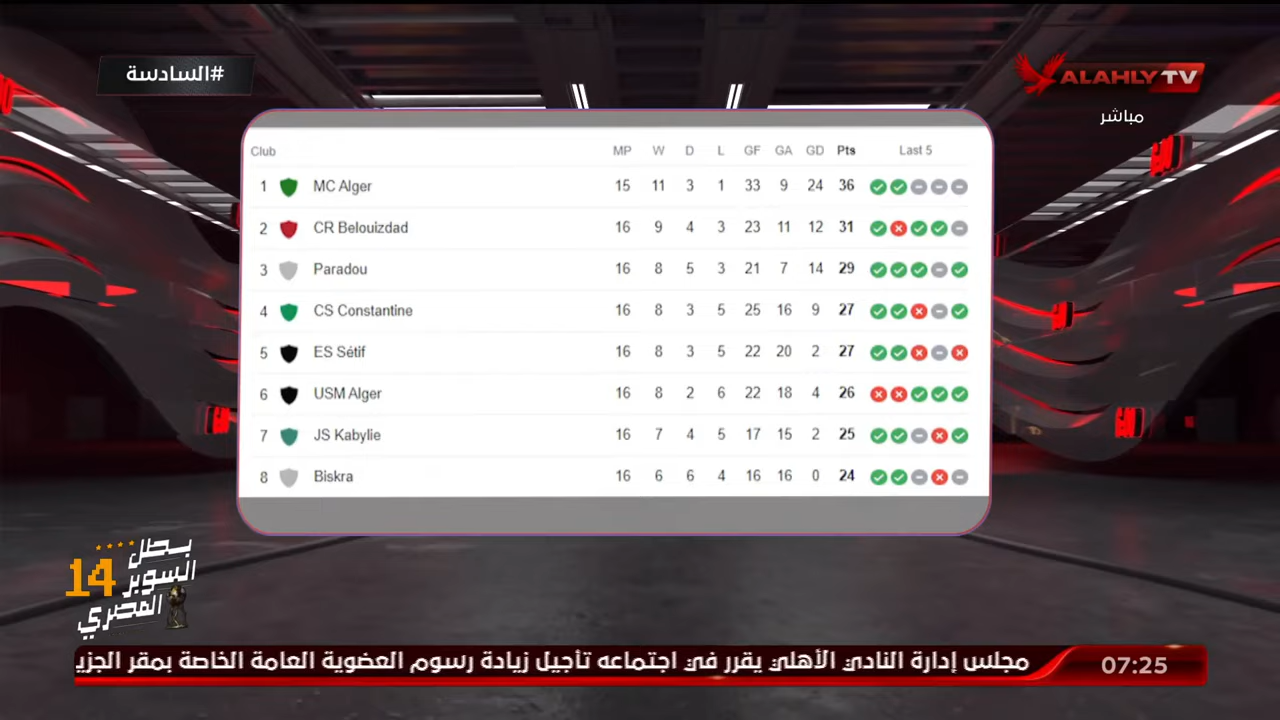 #السادسة
ALAHLY TV
مباشر
Club MP W D L GF GA GD Pts Last 5
1 MC Alger 15 11 3 1 33 9 24 36
2 CR Belouizdad 16 9 4 3 23 11 12 31
3 Paradou 16 8 5 3 21 7 14 29
4 CS Constantine 16 8 3 5 25 16 9 27
5 ES Sétif 16 8 3 5 22 20 2 27
6 USM Alger 16 8 2 6 22 18 4 26
7 JS Kabylie 16 7 4 5 17 15 2 25
8 Biskra 16 6 6 4 16 16 0 24
بطل
السوبر 14
المصري
مجلس إدارة النادي الأهلي يقرر في اجتماعه تأجيل زيادة رسوم العضوية العامة الخاصة بمقر الجزي
07:25